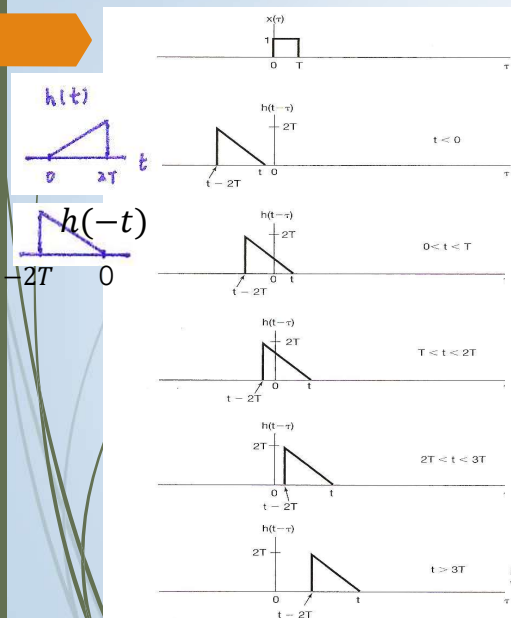 x(τ)
1
0 T τ
h(t)
0 2T t
h(−t)
−2T 0
h(t−τ)
2T
t < 0
t − 2T t 0 τ
h(t−τ)
2T
0 < t < T
t − 2T 0 t
h(t−τ)
2T
T < t < 2T
t − 2T 0 t
h(t−τ)
2T
2T < t < 3T
0 t
t − 2T
h(t−τ)
2T
t > 3T
0 t τ
t − 2T